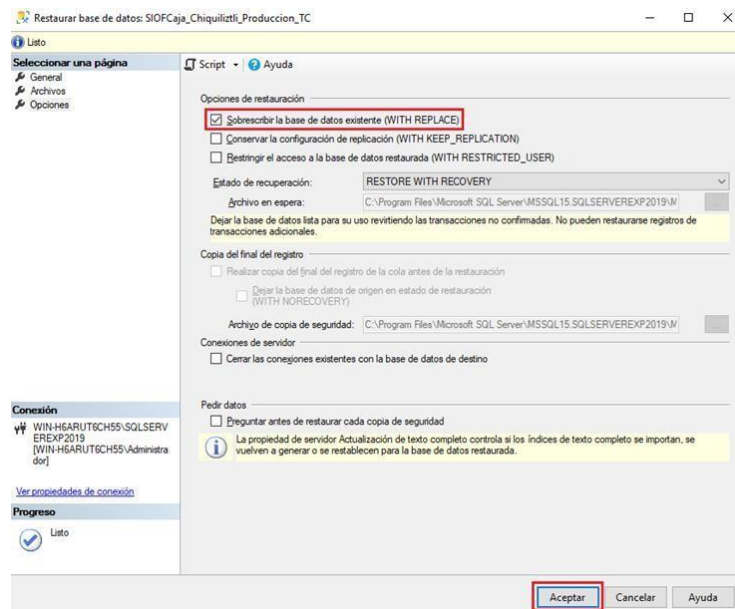 Restaurar base de datos: SIOFCaja_Chiquiliztli_Produccion_TC
Listo
Seleccionar una página
General
Archivos
Opciones
Script
Ayuda
Opciones de restauración
Sobrescribir la base de datos existente (WITH REPLACE)
Conservar la configuración de replicación (WITH KEEP_REPLICATION)
Restringir el acceso a la base de datos restaurada (WITH RESTRICTED_USER)
Estado de recuperación: RESTORE WITH RECOVERY
Archivo en espera: C:\Program Files\Microsoft SQL Server\MSSQL15.SQLSERVEREXP2019\M ...
Dejar la base de datos lista para su uso revirtiendo las transacciones no confirmadas. No pueden restaurarse registros de
transacciones adicionales.
Copia del final del registro
Realizar copia del final del registro de la cola antes de la restauración
Dejar la base de datos de origen en estado de restauración
(WITH NORECOVERY)
Archivo de copia de seguridad: C:\Program Files\Microsoft SQL Server\MSSQL15.SQLSERVEREXP2019\M ...
Conexiones de servidor
Cerrar las conexiones existentes con la base de datos de destino
Pedir datos
Preguntar antes de restaurar cada copia de seguridad
La propiedad de servidor Actualización de texto completo controla si los índices de texto completo se importan, se
vuelven a generar o se restablecen para la base de datos restaurada.
Conexión
WIN-H6ARUT6CH55\SQLSERV
EREXP2019
[WIN-H6ARUT6CH55\Administra
dor]
Ver propiedades de conexión
Progreso
Listo
Aceptar
Cancelar
Ayuda